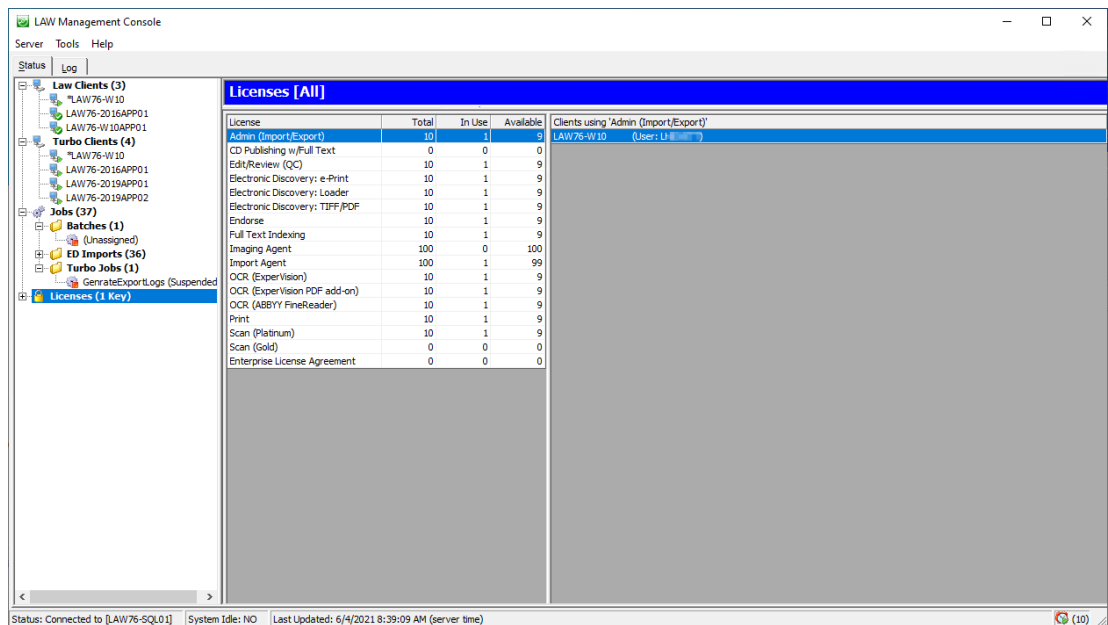 LAW Management Console
Server Tools Help
Status Log
Law Clients (3)
*LAW76-W10
LAW76-2016APP01
LAW76-W10APP01
Turbo Clients (4)
*LAW76-W10
LAW76-2016APP01
LAW76-2019APP01
LAW76-2019APP02
Jobs (37)
Batches (1)
(Unassigned)
ED Imports (36)
Turbo Jobs (1)
GenrateExportLogs (Suspended
Licenses (1 Key)
Licenses [All]
License Total In Use Available
Admin (Import/Export) 10 1 9
CD Publishing w/Full Text 0 0 0
Edit/Review (QC) 10 1 9
Electronic Discovery: e-Print 10 1 9
Electronic Discovery: Loader 10 1 9
Electronic Discovery: TIFF/PDF 10 1 9
Endorse 10 1 9
Full Text Indexing 10 1 9
Imaging Agent 100 0 100
Import Agent 100 1 99
OCR (ExperVision) 10 1 9
OCR (ExperVision PDF add-on) 10 1 9
OCR (ABBYY FineReader) 10 1 9
Print 10 1 9
Scan (Platinum) 10 1 9
Scan (Gold) 0 0 0
Enterprise License Agreement 0 0 0
Clients using 'Admin (Import/Export)'
LAW76-W10 (User: )
Status: Connected to [LAW76-SQL01] System Idle: NO Last Updated: 6/4/2021 8:39:09 AM (server time) (10)